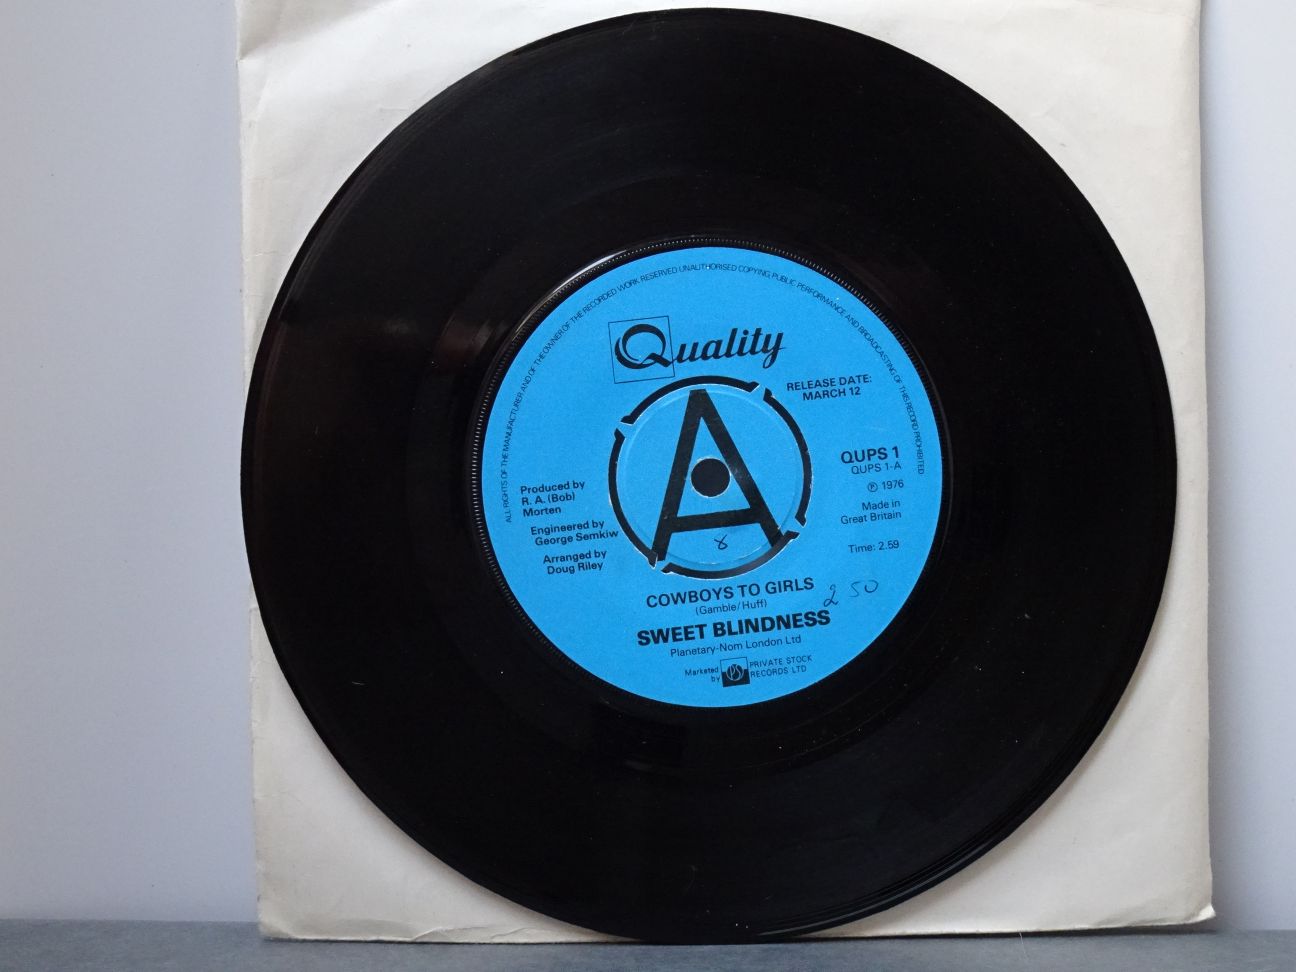 ALL RIGHTS OF THE MANUFACTURER AND OF THE OWNER OF THE RECORDED WORK RESERVED UNAUTHORISED COPYING PUBLIC PERFORMANCE AND BROADCASTING OF THIS RECORD PROHIBITED
Quality
RELEASE DATE:
MARCH 12
A
QUPS 1
QUPS 1-A
℗ 1976
Made in
Great Britain
Time: 2.59
Produced by
R. A. (Bob)
Morten
Engineered by
George Semkiw
Arranged by
Doug Riley
8
COWBOYS TO GIRLS
(Gamble/Huff)
2 50
SWEET BLINDNESS
Planetary-Nom London Ltd
Marketed
by
PS
PRIVATE STOCK
RECORDS LTD